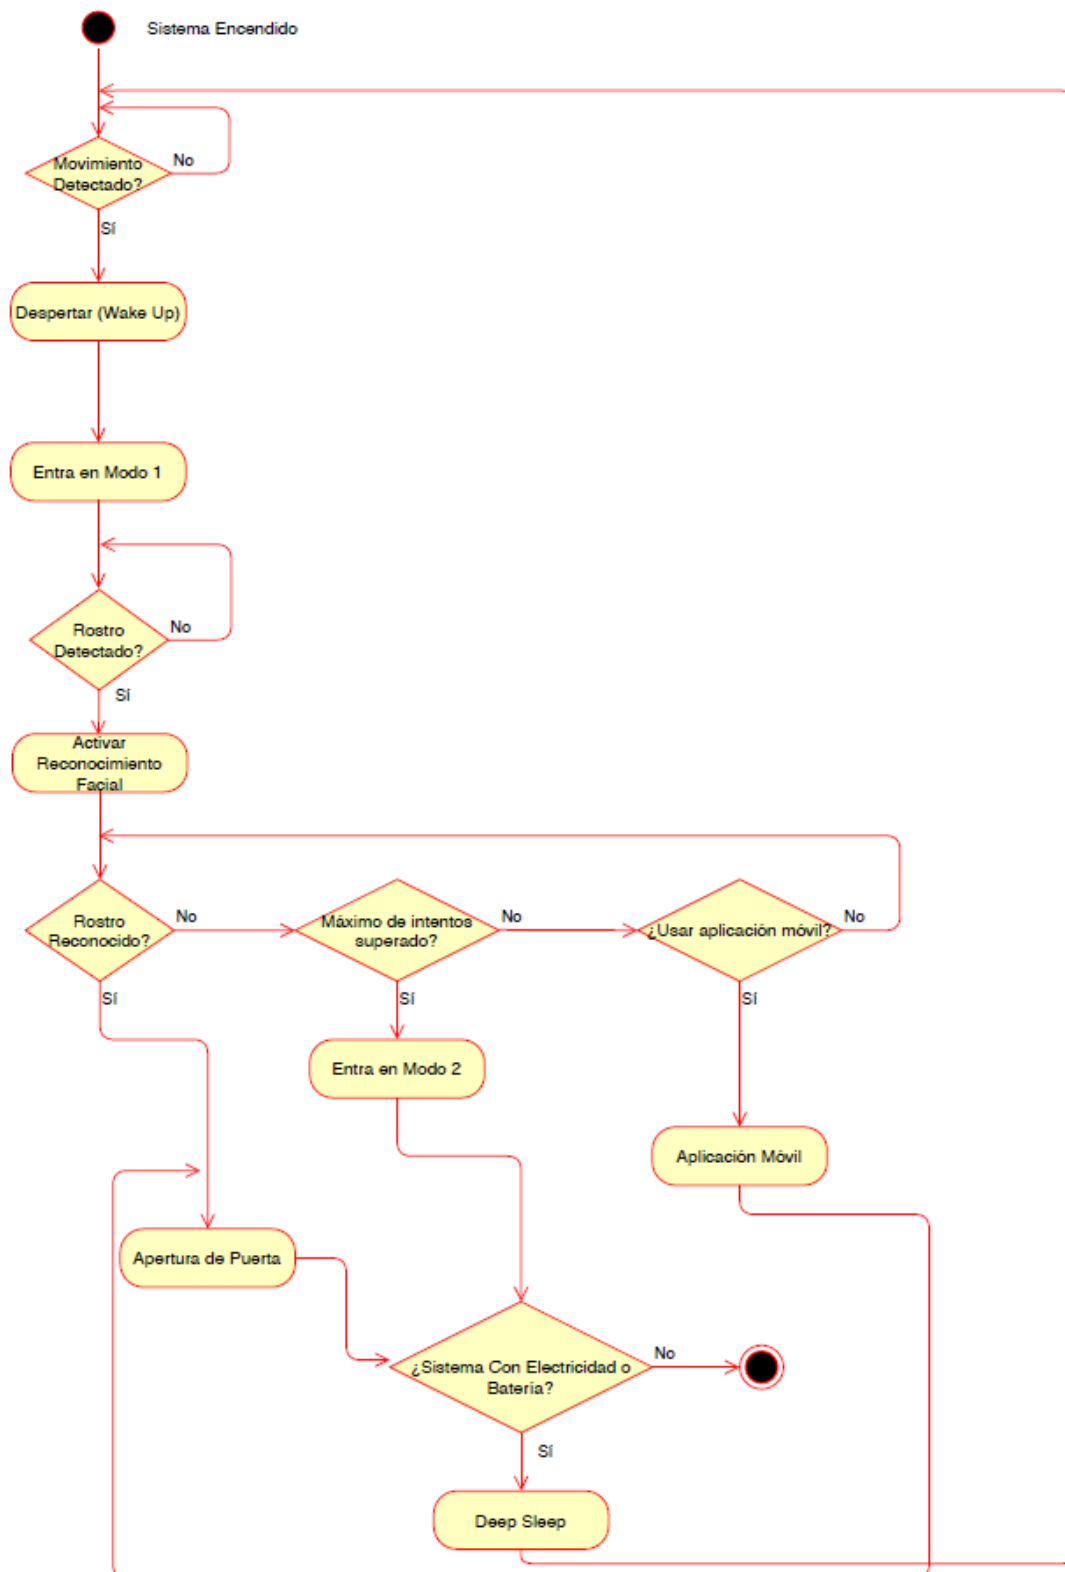 Sistema Encendido
Movimiento
Detectado?
No
Sí
Despertar (Wake Up)
Entra en Modo 1
Rostro
Detectado?
No
Sí
Activar
Reconocimiento
Facial
Rostro
Reconocido?
No
Máximo de intentos
superado?
No
¿Usar aplicación móvil?
No
Sí
Sí
Sí
Entra en Modo 2
Aplicación Móvil
Apertura de Puerta
¿Sistema Con Electricidad o
Batería?
No
Sí
Deep Sleep